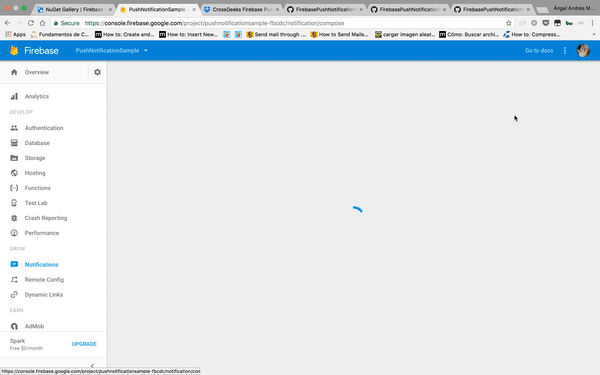 NuGet Gallery | Firebas
PushNotificationSample
CrossGeeks Firebase Pu
FirebasePushNotification
FirebasePushNotification
FirebasePushNotification
Ángel Andrés M...
Secure
https://console.firebase.google.com/project/pushnotificationsample-fbcdc/notification/compose
Apps
Fundamentos de C
How to: Create and...
How to: Insert New...
Send mail through ...
How to Send Mails...
cargar imagen aleat...
Cómo: Buscar archi...
How to: Compress...
Firebase
PushNotificationSample
Go to docs
Overview
Analytics
DEVELOP
Authentication
Database
Storage
Hosting
Functions
Test Lab
Crash Reporting
Performance
GROW
Notifications
Remote Config
Dynamic Links
EARN
AdMob
Spark
Free $0/month
UPGRADE
https://console.firebase.google.com/project/pushnotificationsample-fbcdc/notification/con